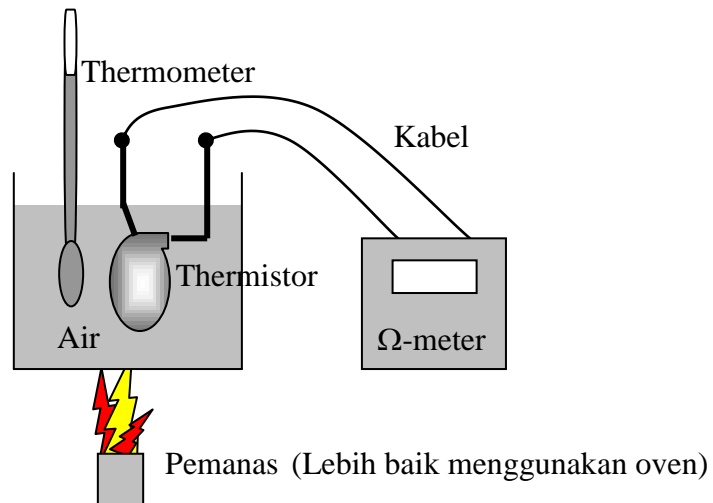 Thermometer
Kabel
Thermistor
Air
Ω-meter
Pemanas (Lebih baik menggunakan oven)